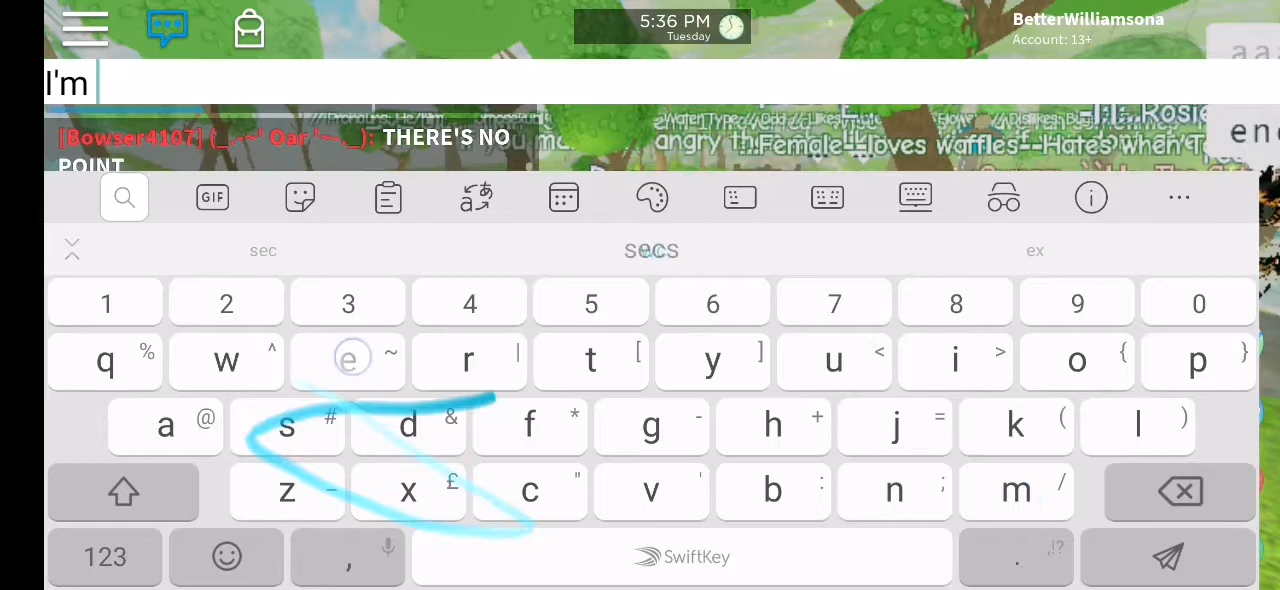 5:36 PM
Tuesday
BetterWilliamsona
Account: 13+
I'm
[Bowser4107] (_.~~' Oar '~~._): THERE'S NO
POINT
angry
Female--loves waffles--Hates When
Rosie
GIF
sec secs ex
1 2 3 4 5 6 7 8 9 0
q % w ^ e ~ r | t [ y ] u < i > o { p }
a @ s # d & f * g - h + j = k ( l )
z _ x £ c " v ' b : n ; m /
123 , SwiftKey . ,!?